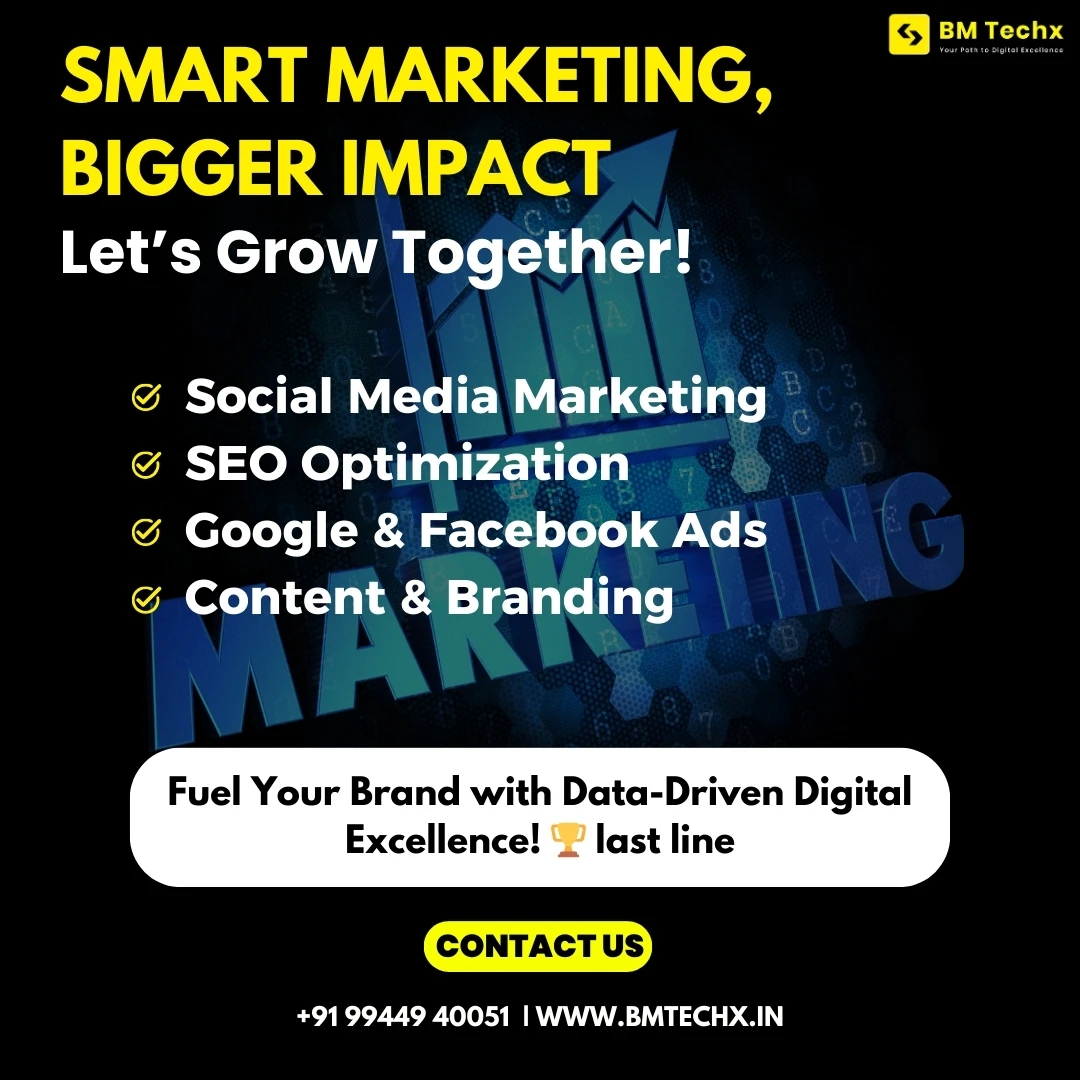 BM Techx
Your Path to Digital Excellence
SMART MARKETING,
BIGGER IMPACT
Let’s Grow Together!
Social Media Marketing
SEO Optimization
Google & Facebook Ads
Content & Branding
MARKETING
Fuel Your Brand with Data-Driven Digital
Excellence! 🏆 last line
CONTACT US
+91 99449 40051 | WWW.BMTECHX.IN